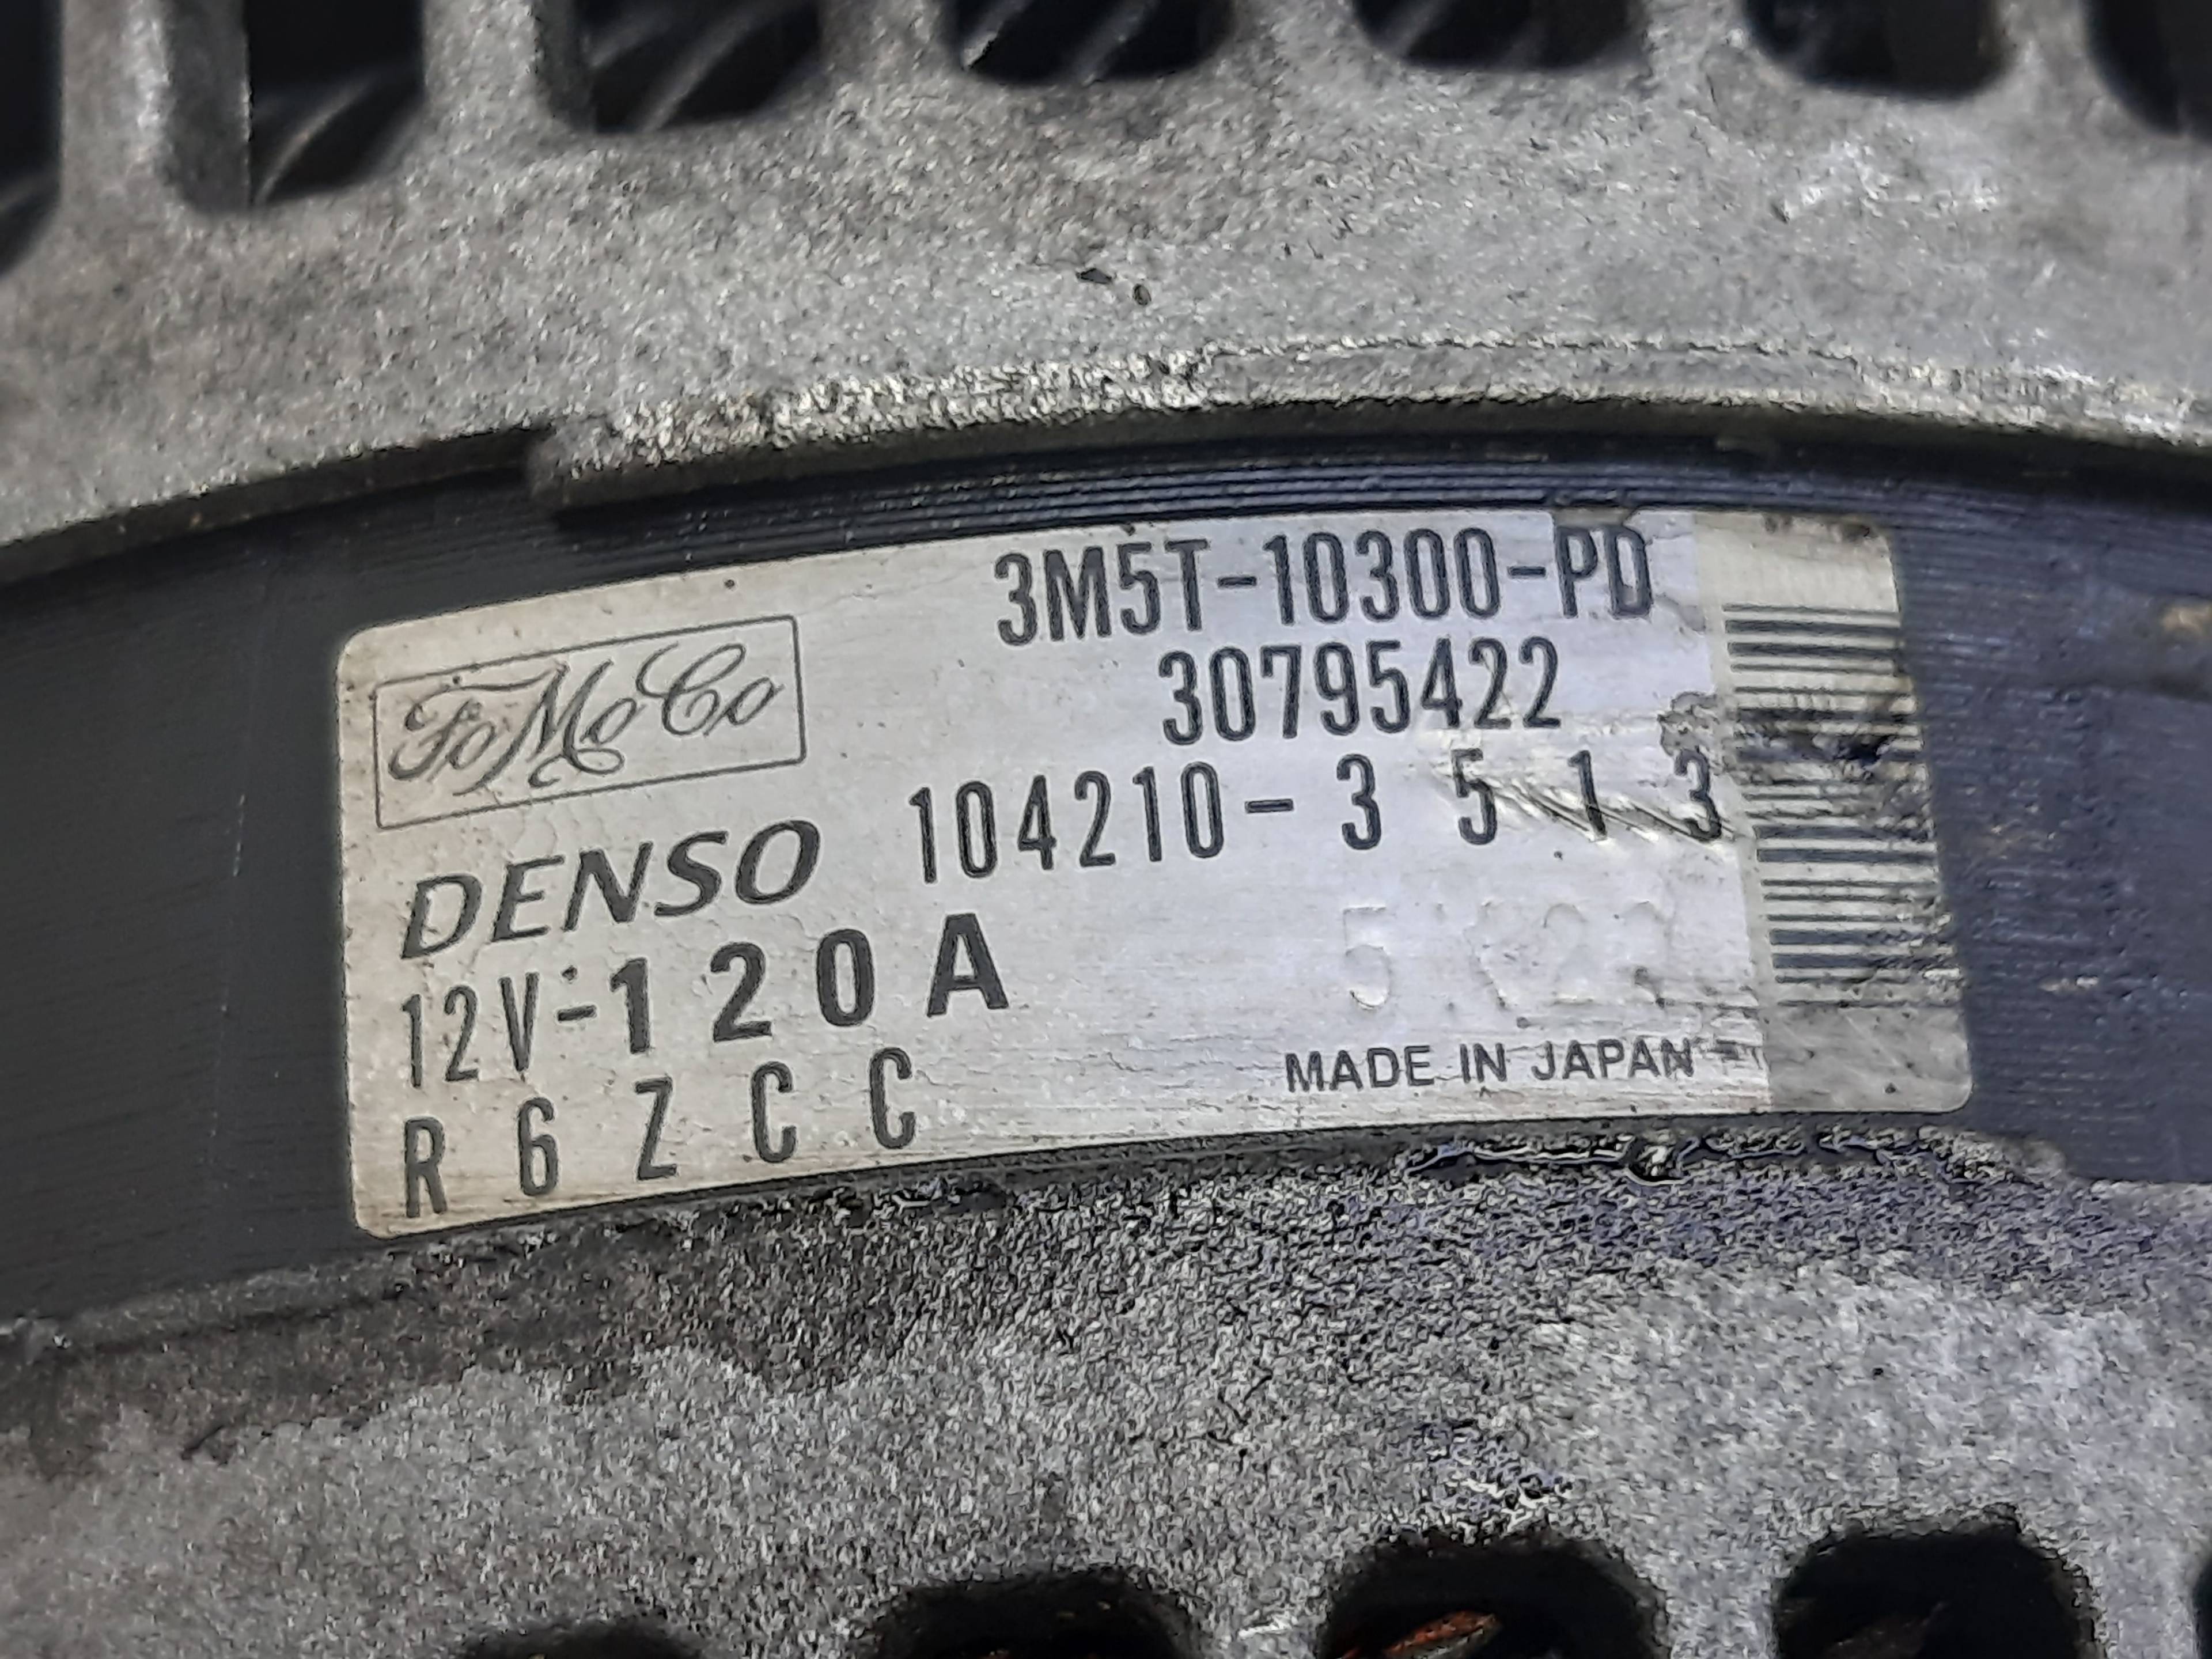 3M5T-10300-PD
30795422
FoMoCo
DENSO 104210-3513
12V-120A
R6ZCC
MADE IN JAPAN